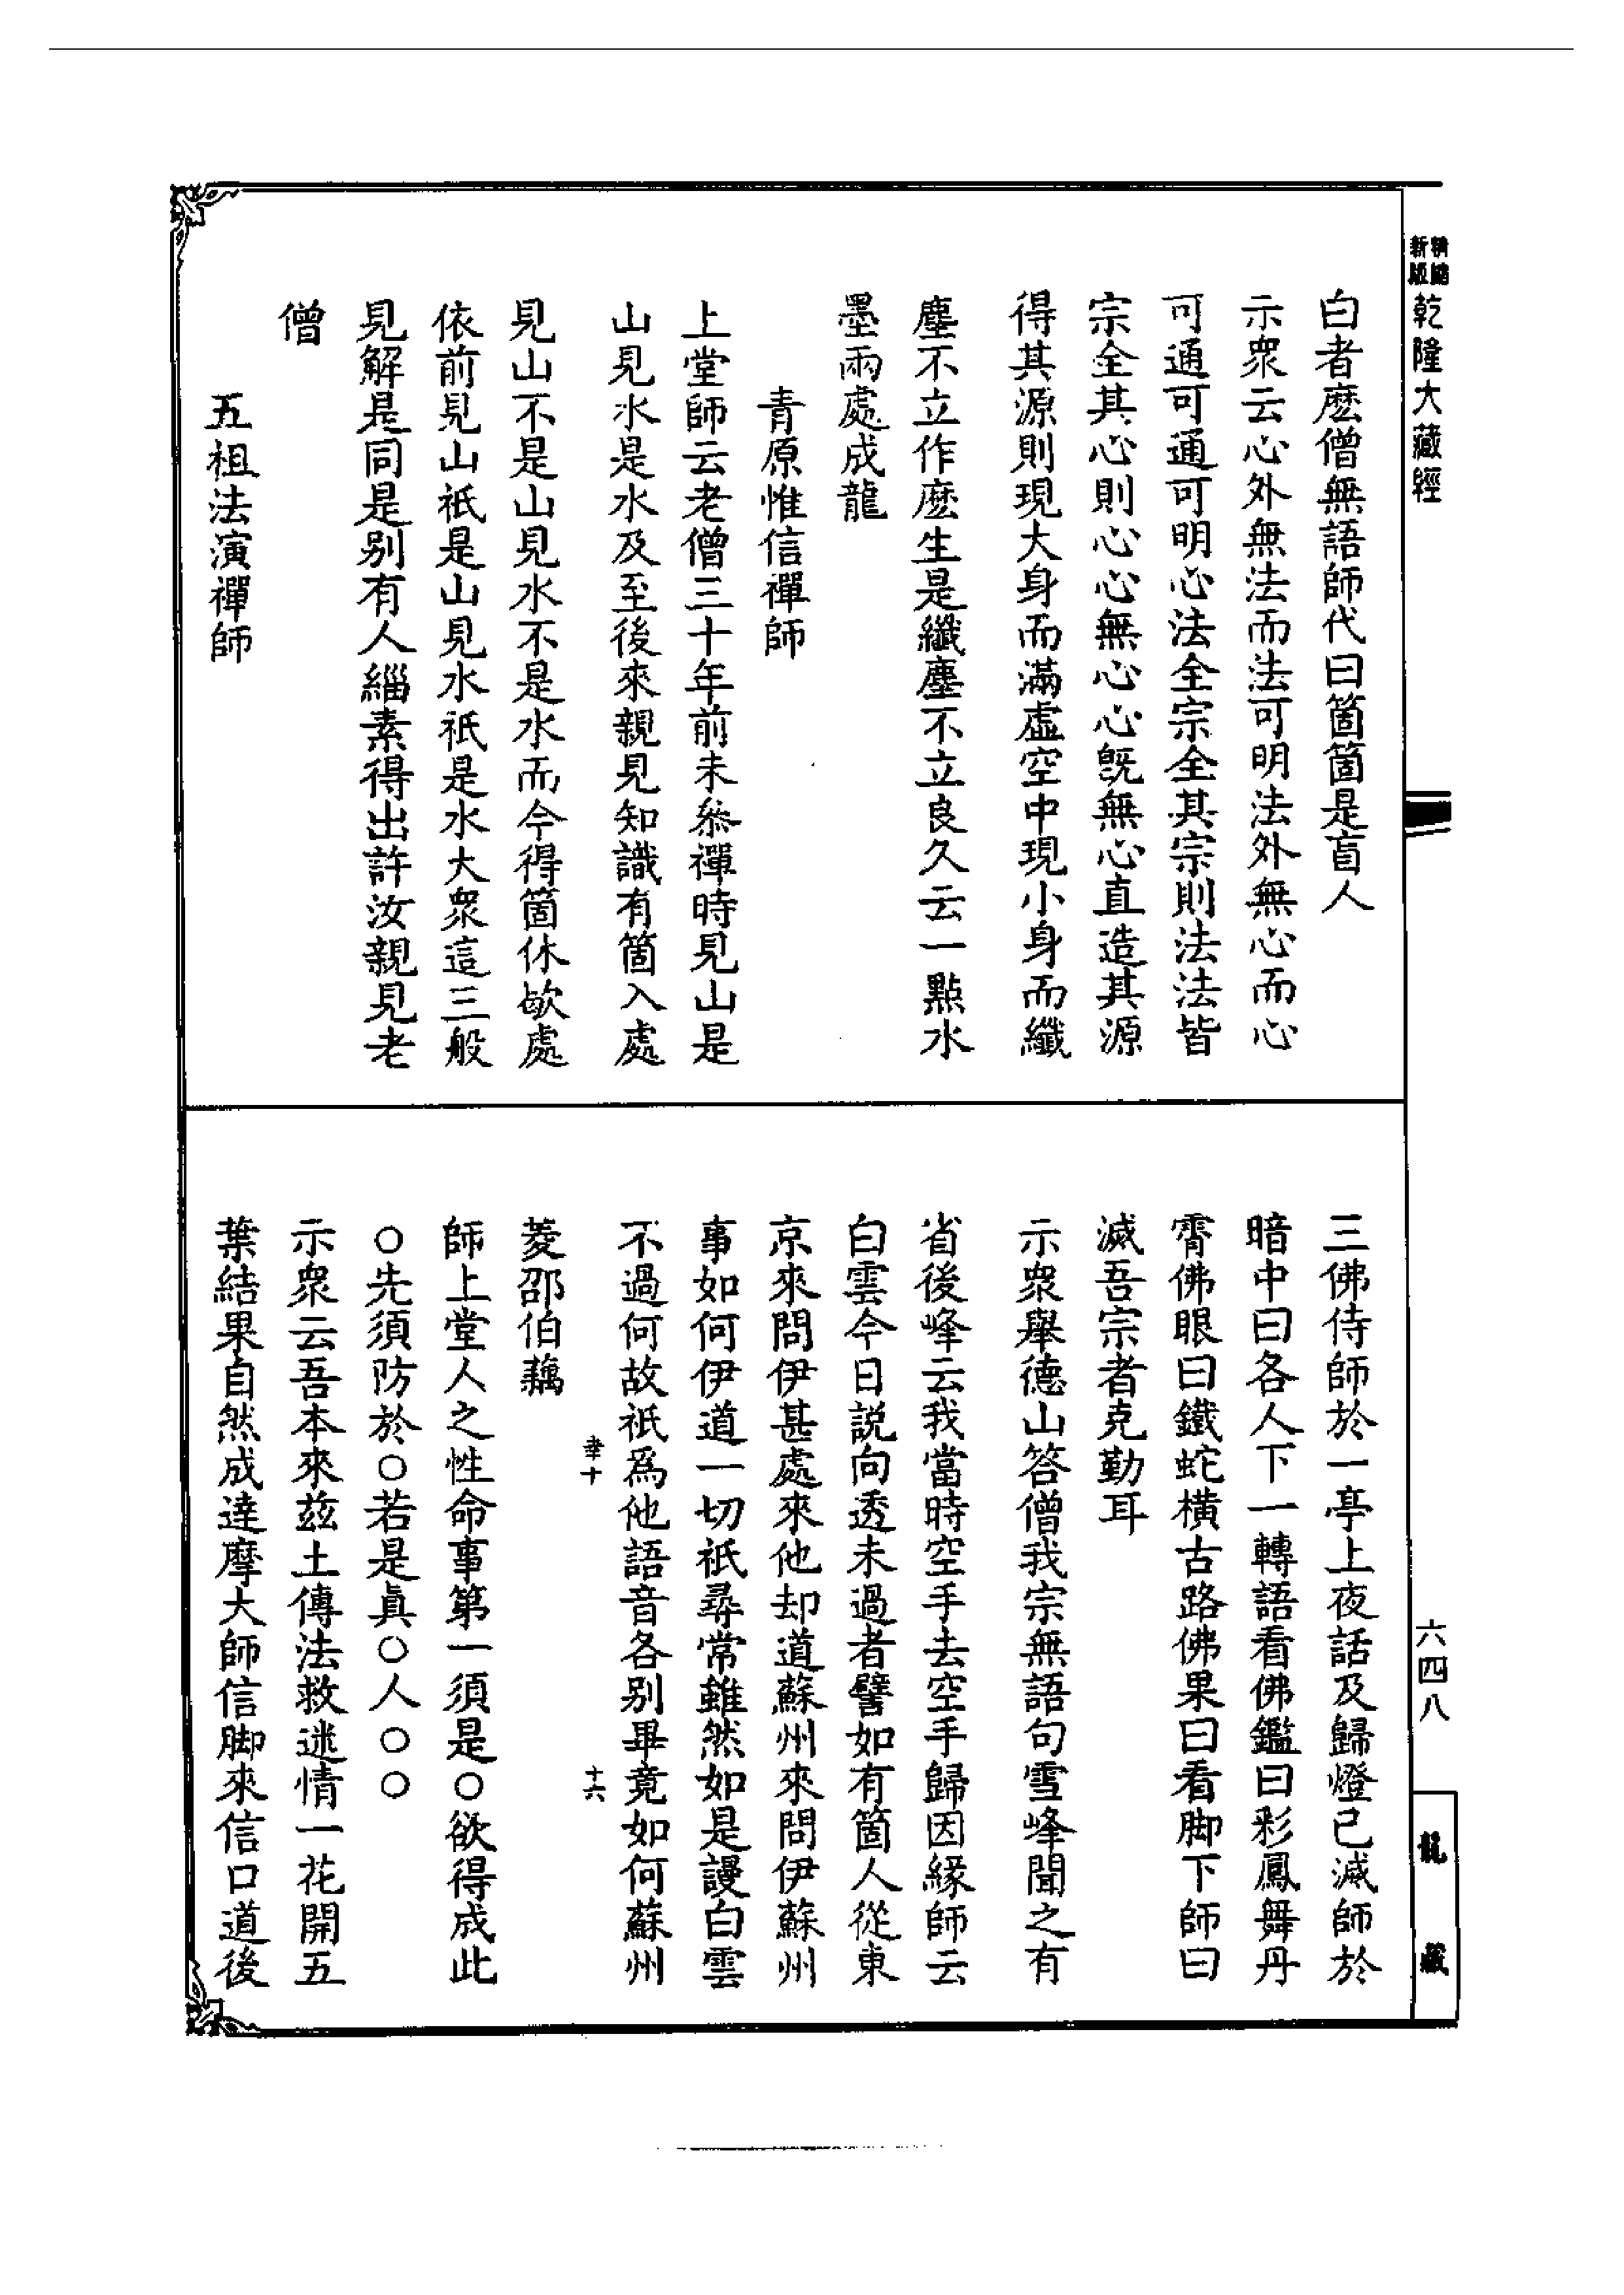 精編
新版
乾隆大藏經
白者麽僧無語師代曰箇箇是盲人
示衆云心外無法而法可明法外無心而心
可通可通可明心法全宗全其宗則法法皆
宗全其心則心心無心心既無心直造其源
得其源則現大身而滿虛空中現小身而纖
塵不立作麽生是纖塵不立良久云一點水
墨兩處成龍
青原惟信禪師
上堂師云老僧三十年前未叅禪時見山是
山見水是水及至後來親見知識有箇入處
見山不是山見水不是水而今得箇休歇處
依前見山祇是山見水祇是水大衆這三般
見解是同是别有人緇素得出許汝親見老
僧
五祖法演禪師
三佛侍師於一亭上夜話及歸燈已滅師於
暗中曰各人下一轉語看佛鑑曰彩鳳舞丹
霄佛眼曰鐵蛇橫古路佛果曰看脚下師曰
滅吾宗者克勤耳
示衆舉德山答僧我宗無語句雪峰聞之有
省後峰云我當時空手去空手歸因緣師云
白雲今日説向透未過者譬如有箇人從東
京來問伊甚處來他却道蘇州來問伊蘇州
事如何伊道一切祇尋常雖然如是謾白雲
不過何故祇爲他語音各别畢竟如何蘇州
十六
菱邵伯藕
師上堂人之性命事第一須是○欲得成此
○先須防於○若是眞○人○○
示衆云吾本來兹土傳法救迷情一花開五
葉結果自然成達摩大師信脚來信口道後
六四八
龍藏